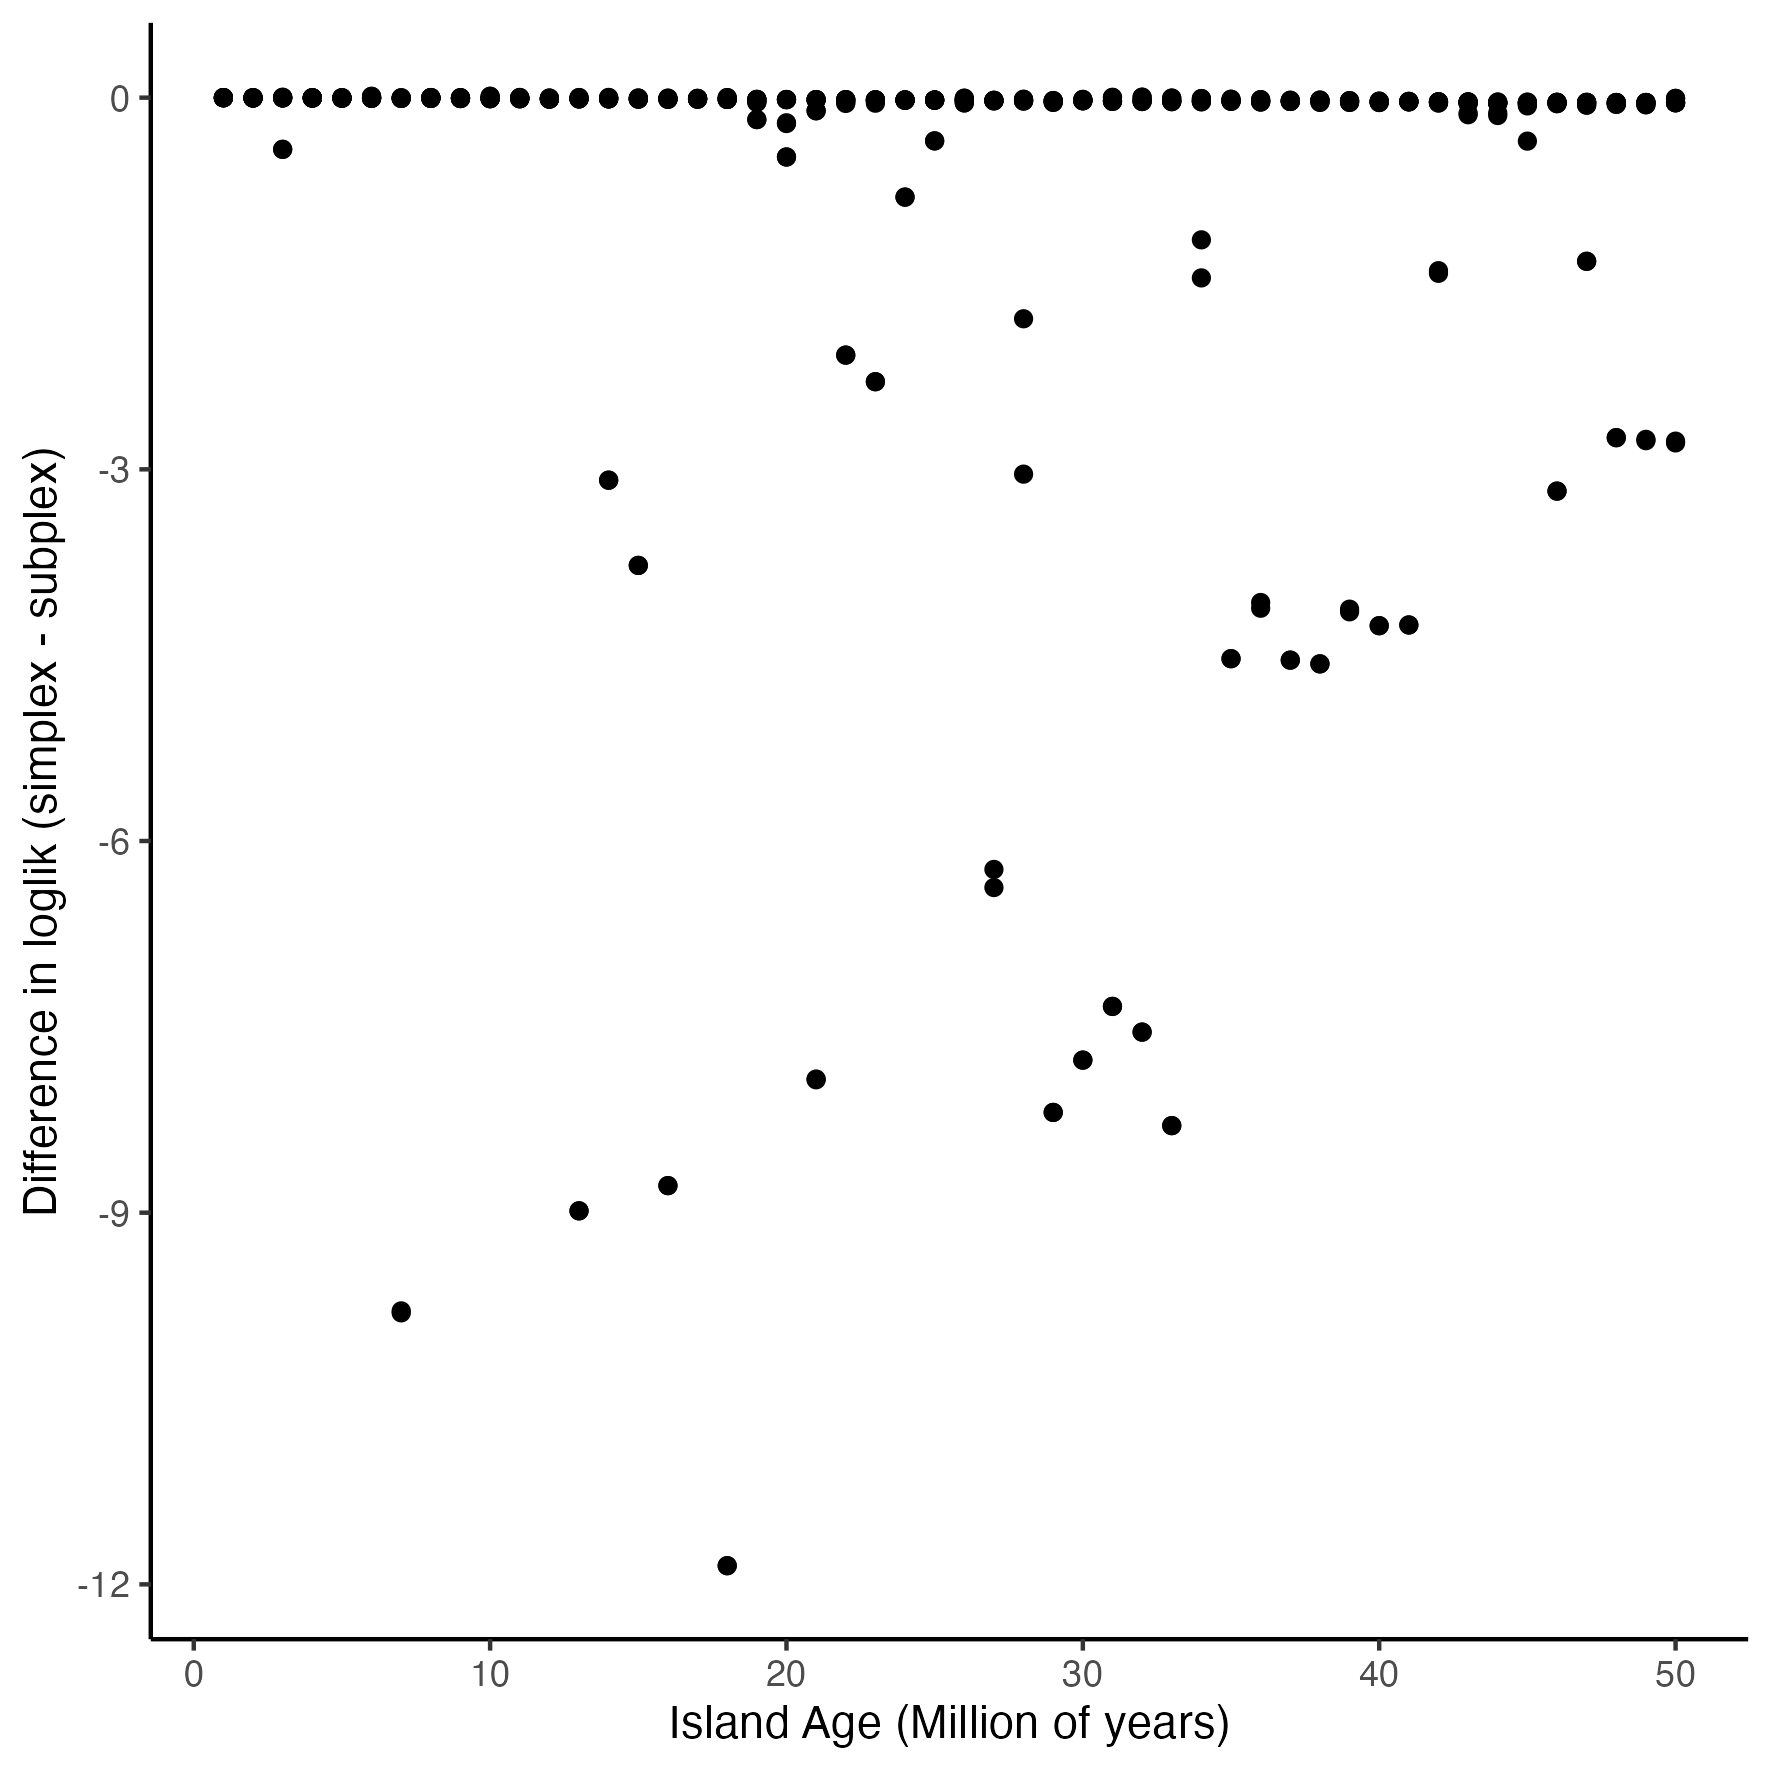 Difference in loglik (simplex - subplex)
0
-3
-6
-9
-12
0 10 20 30 40 50
Island Age (Million of years)